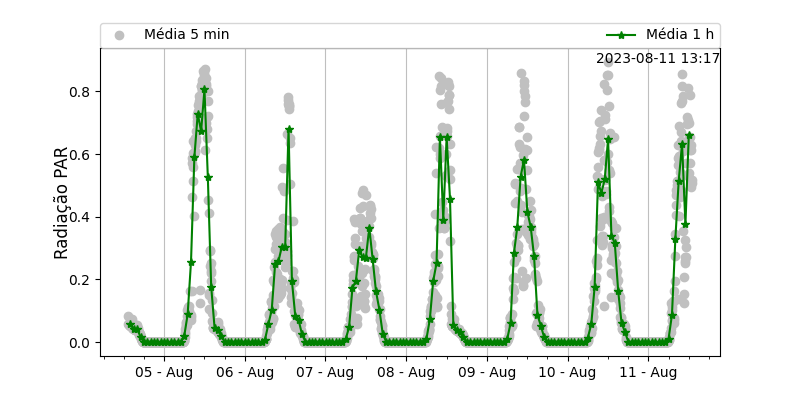 Média 5 min
Média 1 h
2023-08-11 13:17
Radiação PAR
0.8
0.6
0.4
0.2
0.0
05 - Aug
06 - Aug
07 - Aug
08 - Aug
09 - Aug
10 - Aug
11 - Aug